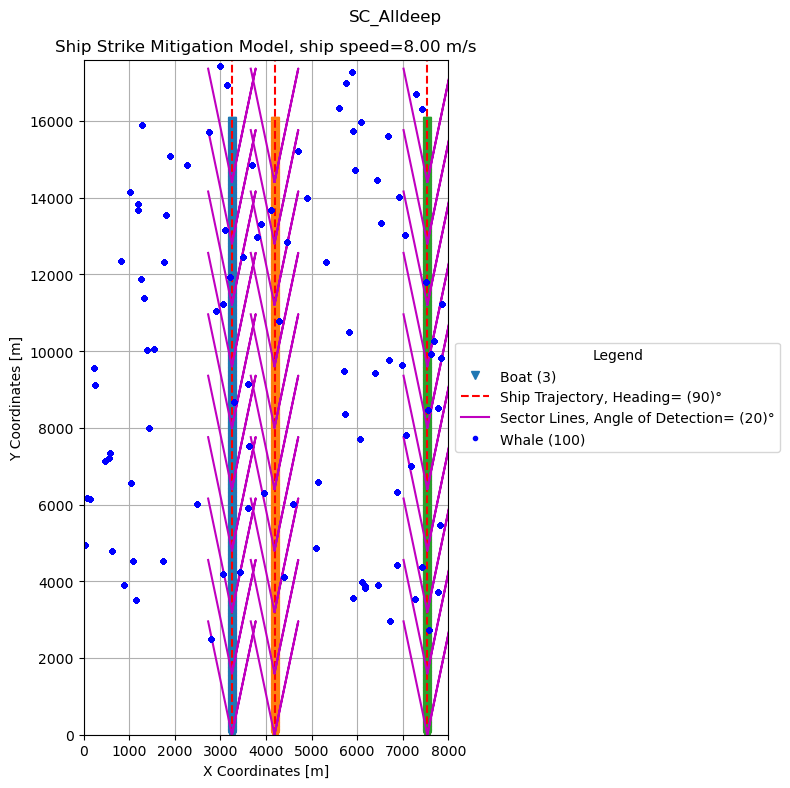 SC_Alldeep
Ship Strike Mitigation Model, ship speed=8.00 m/s
16000
14000
12000
10000
8000
6000
4000
2000
0
Y Coordinates [m]
0 1000 2000 3000 4000 5000 6000 7000 8000
X Coordinates [m]
Legend
Boat (3)
Ship Trajectory, Heading= (90)°
Sector Lines, Angle of Detection= (20)°
Whale (100)